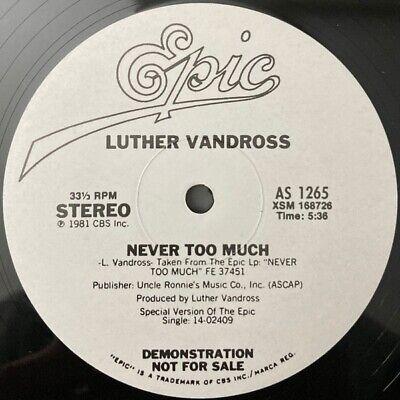 Epic
LUTHER VANDROSS
33⅓ RPM
STEREO
℗ 1981 CBS Inc.
AS 1265
XSM 168726
Time: 5:36
NEVER TOO MUCH
-L. Vandross- Taken From The Epic Lp: "NEVER
TOO MUCH" FE 37451
Publisher: Uncle Ronnie's Music Co., Inc. (ASCAP)
Produced by Luther Vandross
Special Version Of The Epic
Single: 14-02409
DEMONSTRATION
NOT FOR SALE
"EPIC" IS A TRADEMARK OF CBS INC./MARCA REG.